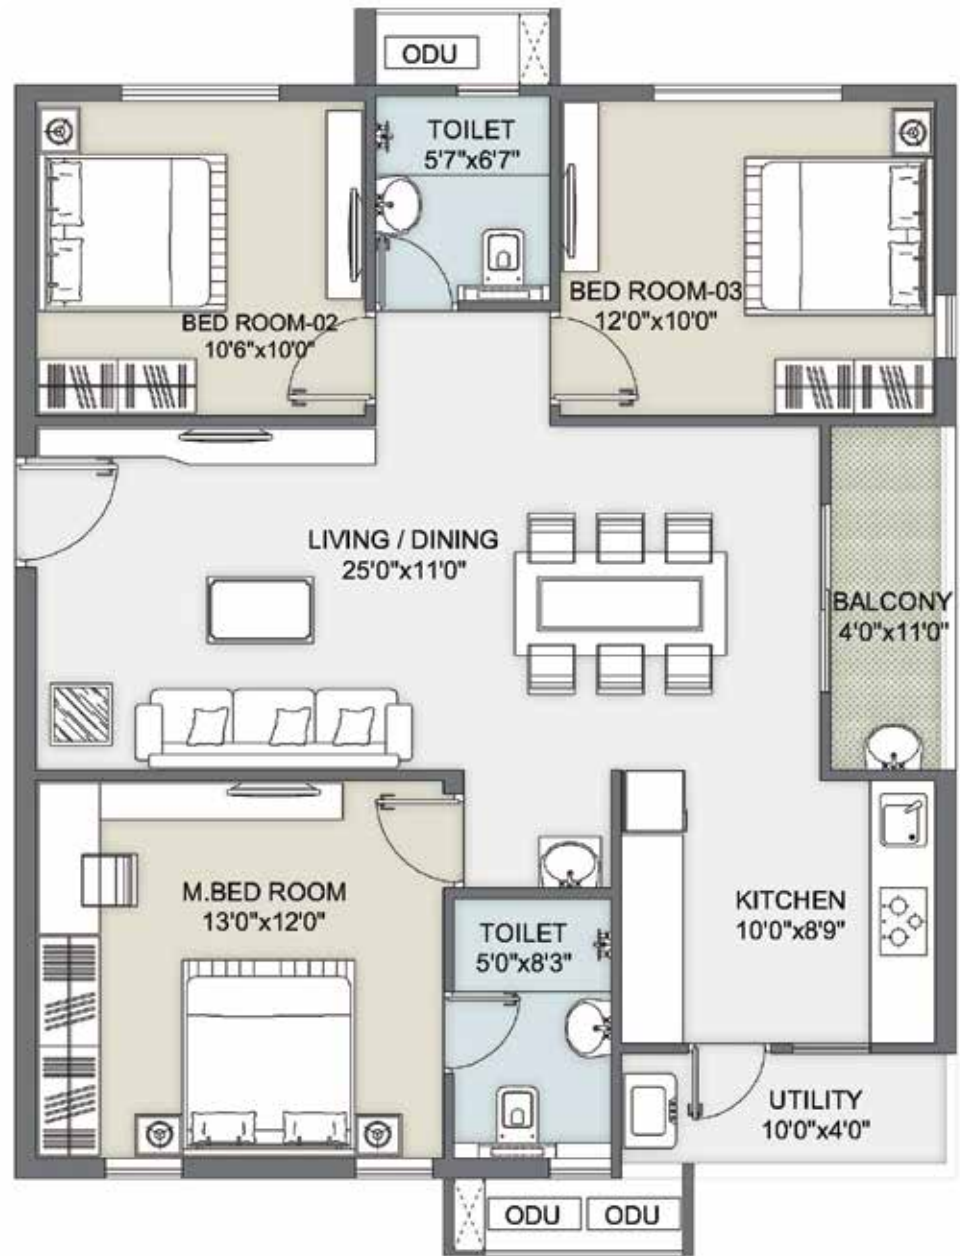 ODU
TOILET
5'7"x6'7"
BED ROOM-02
10'6"x10'0"
BED ROOM-03
12'0"x10'0"
LIVING / DINING
25'0"x11'0"
BALCONY
4'0"x11'0"
M.BED ROOM
13'0"x12'0"
TOILET
5'0"x8'3"
KITCHEN
10'0"x8'9"
UTILITY
10'0"x4'0"
ODU
ODU